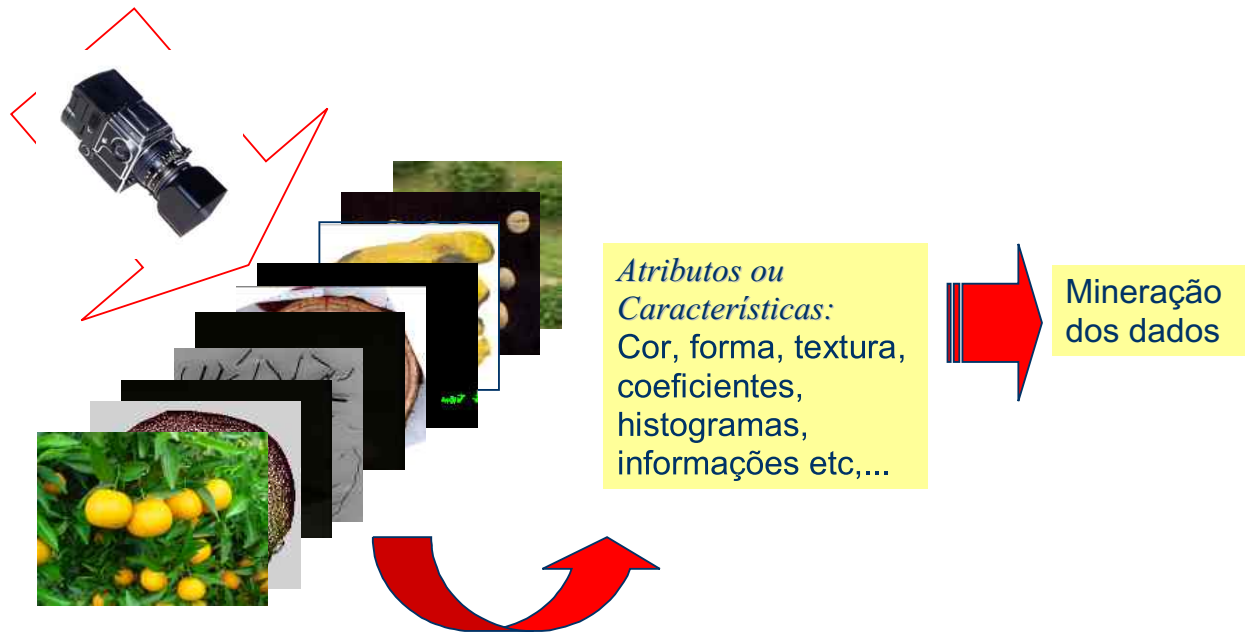 Atributos ou
Características:
Cor, forma, textura,
coeficientes,
histogramas,
informações etc,...
Mineração
dos dados